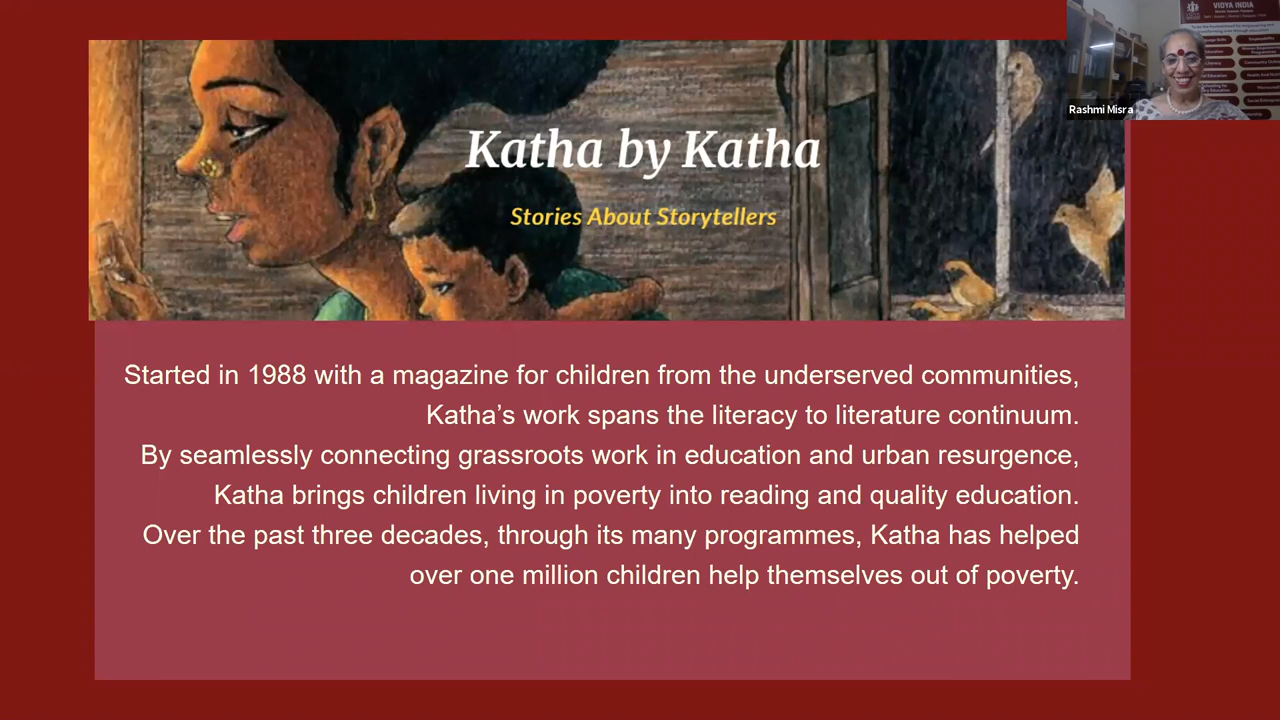 VIDYA INDIA
Rashmi Misra
Katha by Katha
Stories About Storytellers
Started in 1988 with a magazine for children from the underserved communities,
Katha's work spans the literacy to literature continuum.
By seamlessly connecting grassroots work in education and urban resurgence,
Katha brings children living in poverty into reading and quality education.
Over the past three decades, through its many programmes, Katha has helped
over one million children help themselves out of poverty.